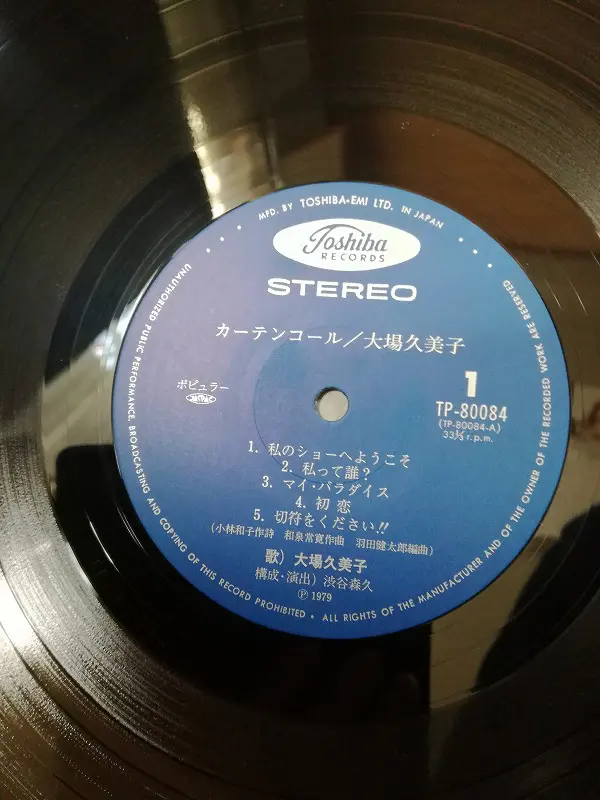 MFD. BY TOSHIBA-EMI LTD. IN JAPAN
Toshiba
RECORDS
STEREO
カーテンコール/大場久美子
ポピュラー
JASRAC
1
TP-80084
(TP-80084-A)
33⅓ r.p.m.
1. 私のショーへようこそ
2. 私って誰?
3. マイ・パラダイス
4. 初恋
5. 切符をください!!
(小林和子作詩 和泉常寛作曲 羽田健太郎編曲)
歌) 大場久美子
構成・演出) 渋谷森久
Ⓟ 1979
UNAUTHORIZED PUBLIC PERFORMANCE, BROADCASTING AND COPYING OF THIS RECORD PROHIBITED • ALL RIGHTS OF THE MANUFACTURER AND OF THE OWNER OF THE RECORDED WORK ARE RESERVED